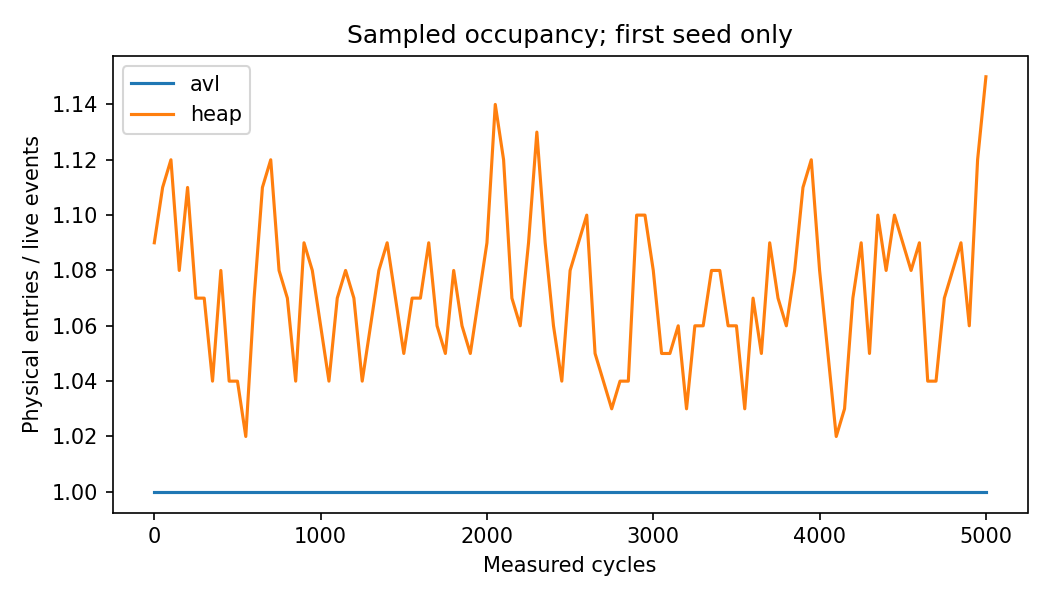 Sampled occupancy; first seed only
avl
heap
Physical entries / live events
1.14
1.12
1.10
1.08
1.06
1.04
1.02
1.00
0 1000 2000 3000 4000 5000
Measured cycles